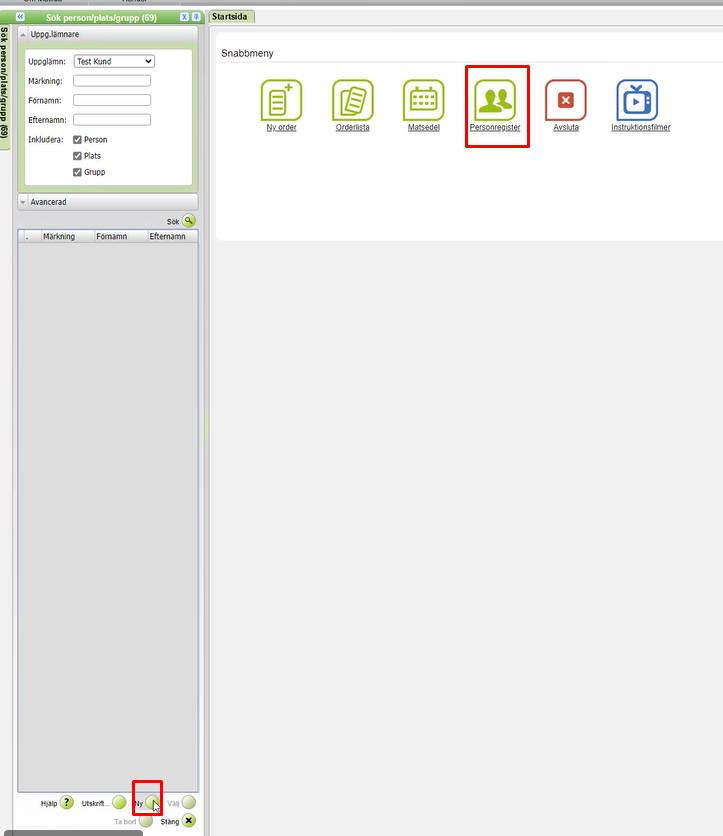 Sök person/plats/grupp (69)
Startsida
Sök person/plats/grupp (69)
Uppg.lämnare
Uppglämn: Test Kund
Märkning:
Förnamn:
Efternamn:
Inkludera: Person
Plats
Grupp
Avancerad
Sök
. Märkning Förnamn Efternamn
Hjälp ? Utskrift... Ny Välj
Ta bort Stäng
Snabbmeny
Ny order
Orderlista
Matsedel
Personregister
Avsluta
Instruktionsfilmer